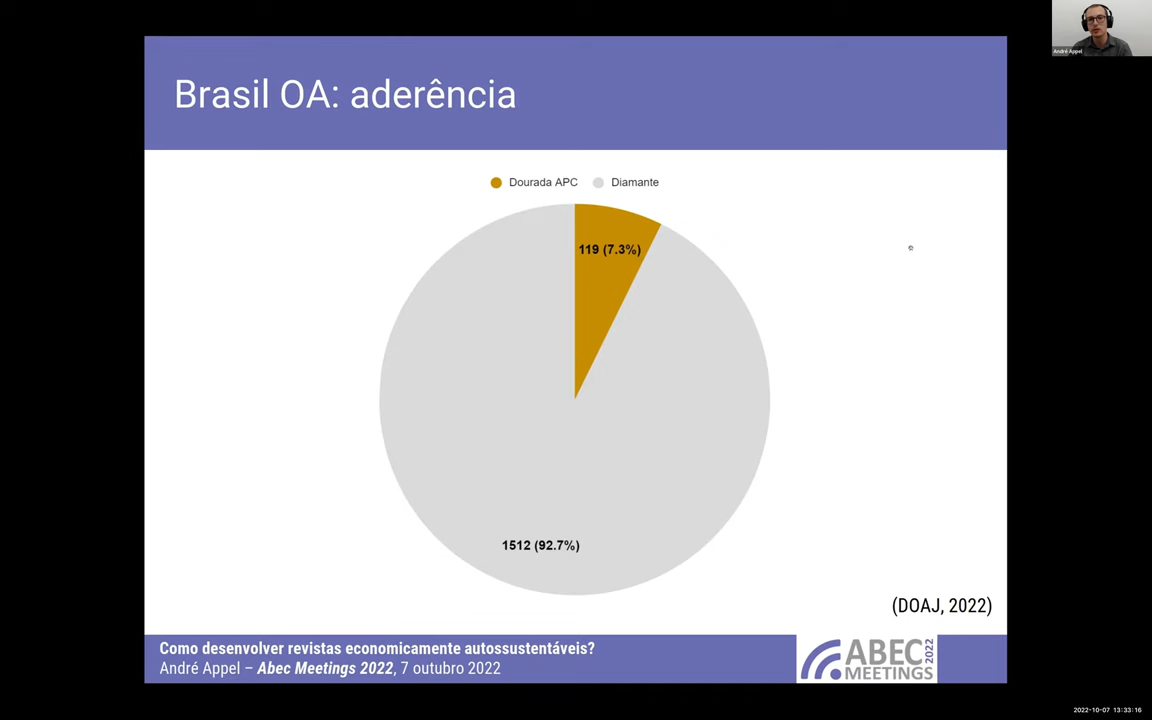 André Appel
Brasil OA: aderência
Dourada APC
Diamante
119 (7.3%)
1512 (92.7%)
(DOAJ, 2022)
Como desenvolver revistas economicamente autossustentáveis?
André Appel – Abec Meetings 2022, 7 outubro 2022
ABEC
MEETINGS
2022
2022-10-07 13:33:16